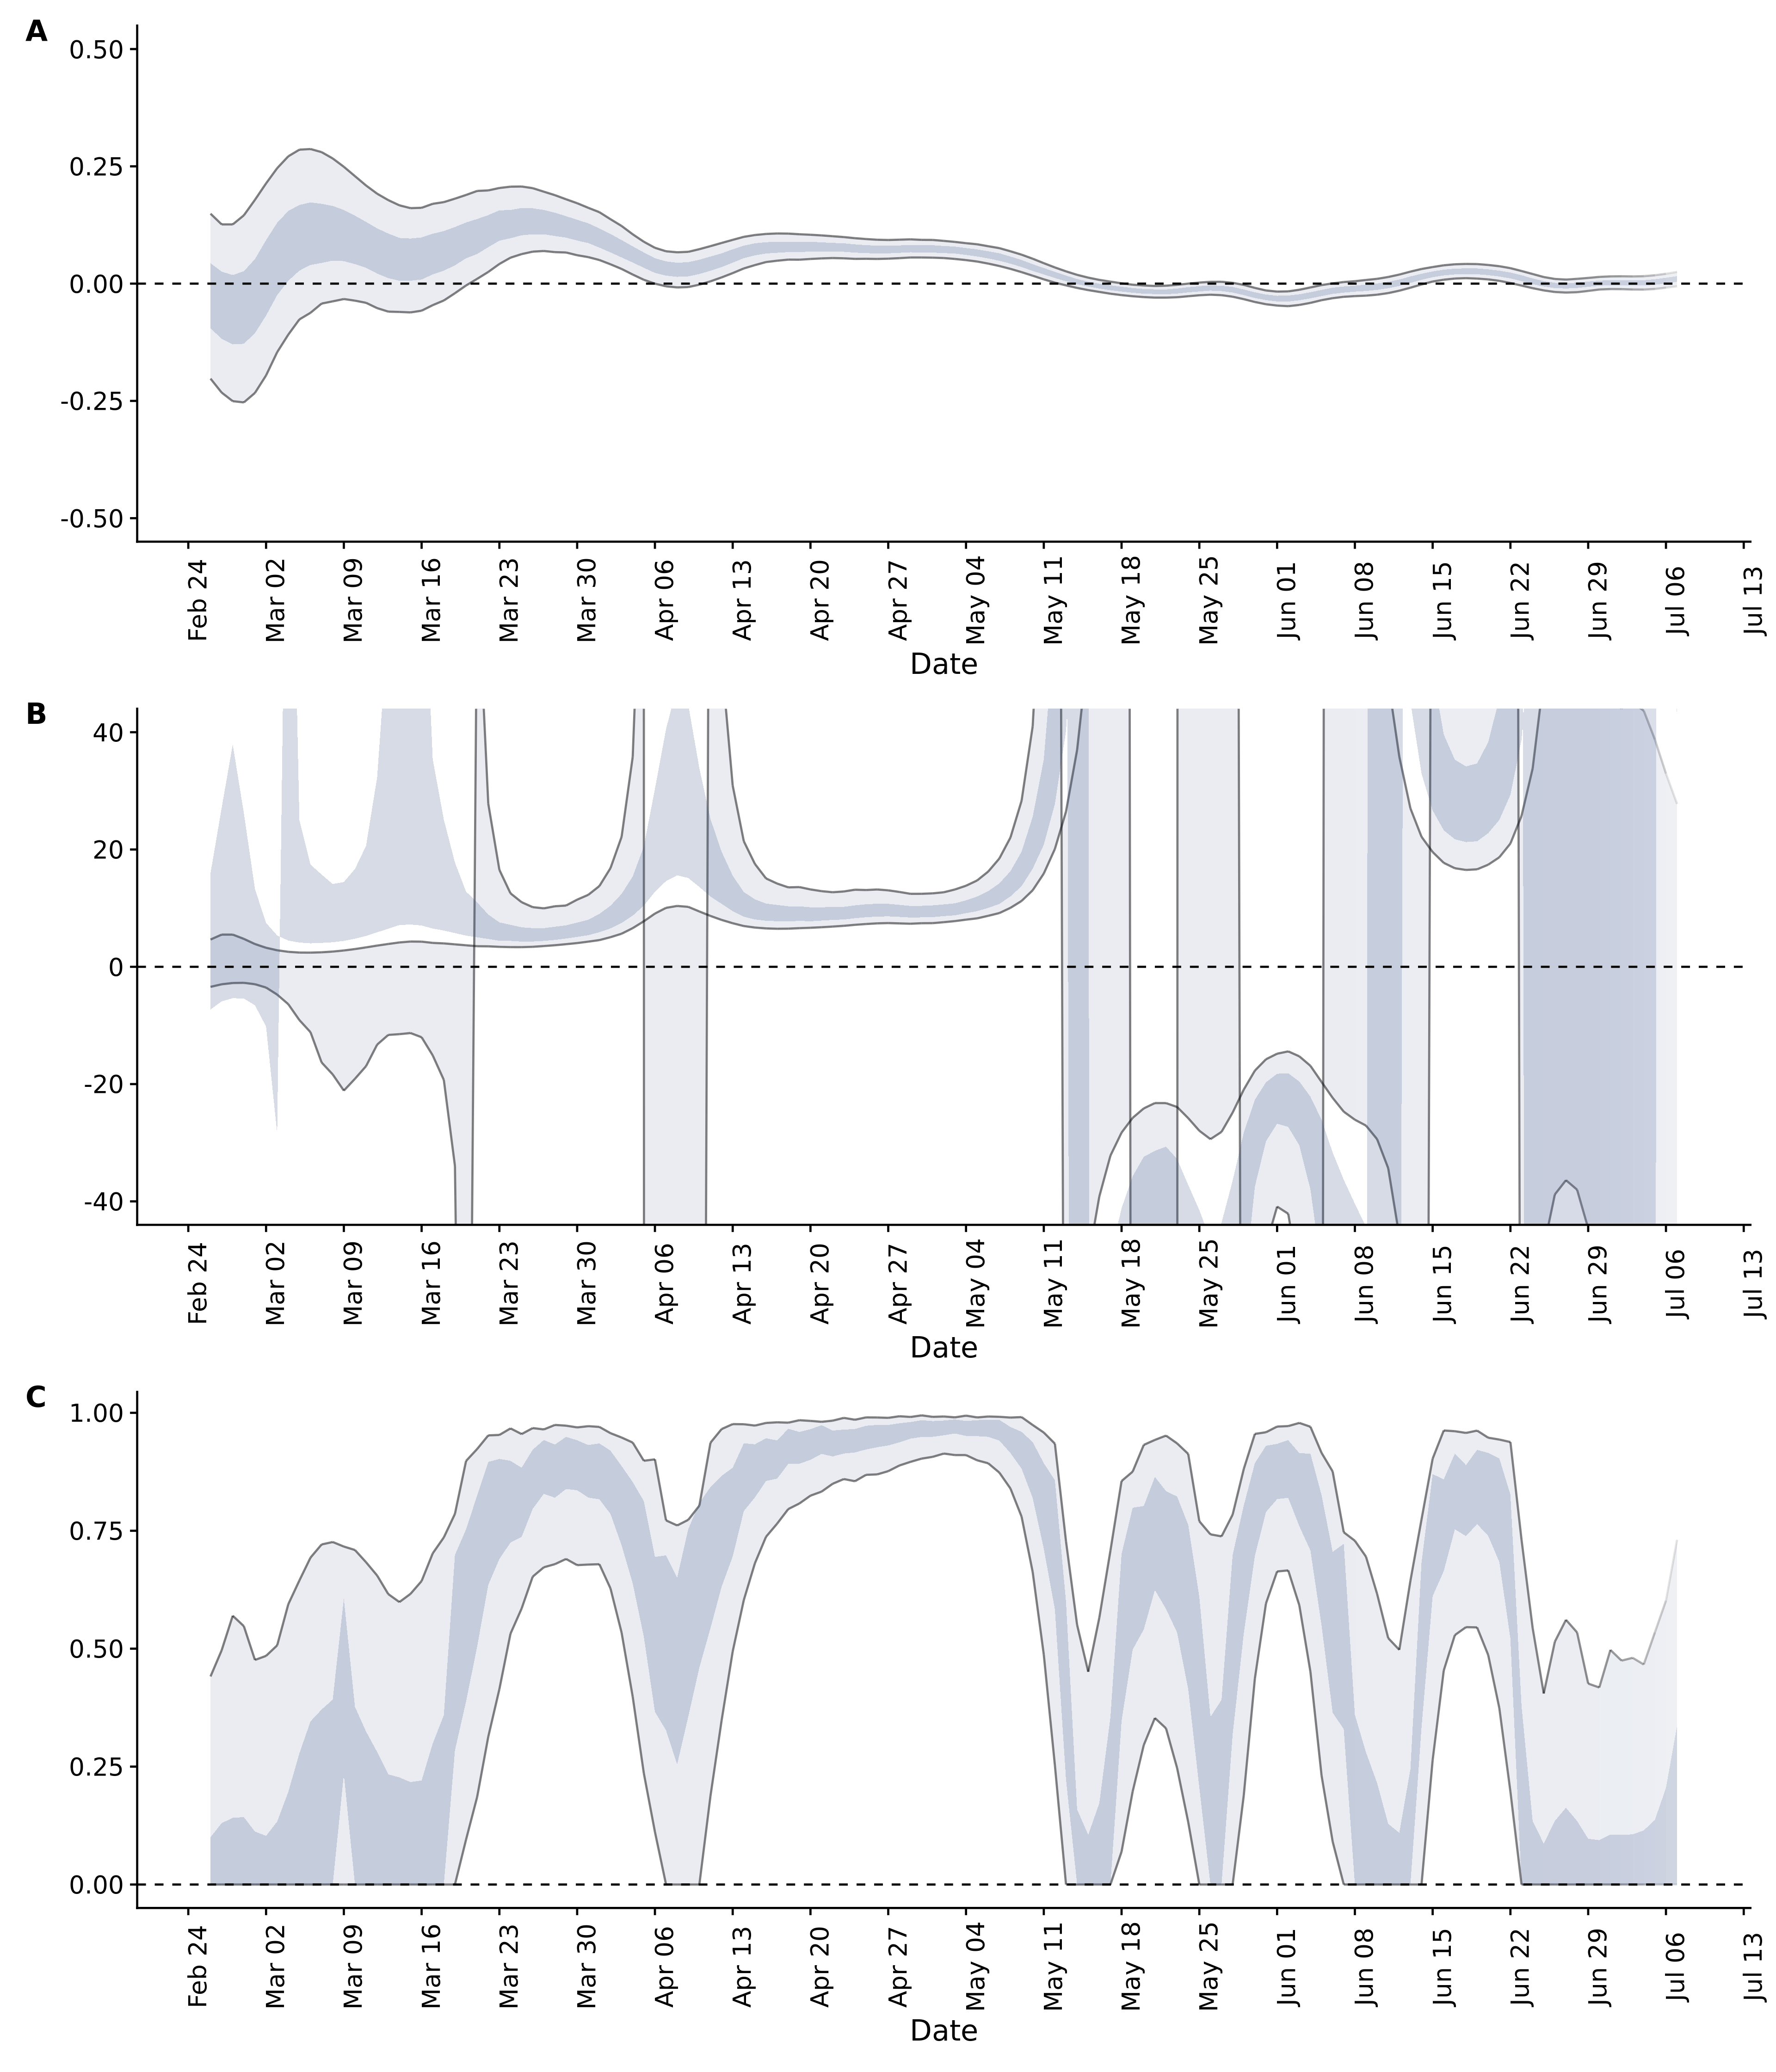 A
0.50
0.25
0.00
-0.25
-0.50
Feb 24
Mar 02
Mar 09
Mar 16
Mar 23
Mar 30
Apr 06
Apr 13
Apr 20
Apr 27
May 04
May 11
May 18
May 25
Jun 01
Jun 08
Jun 15
Jun 22
Jun 29
Jul 06
Jul 13
Date
B
40
20
0
-20
-40
Feb 24
Mar 02
Mar 09
Mar 16
Mar 23
Mar 30
Apr 06
Apr 13
Apr 20
Apr 27
May 04
May 11
May 18
May 25
Jun 01
Jun 08
Jun 15
Jun 22
Jun 29
Jul 06
Jul 13
Date
C
1.00
0.75
0.50
0.25
0.00
Feb 24
Mar 02
Mar 09
Mar 16
Mar 23
Mar 30
Apr 06
Apr 13
Apr 20
Apr 27
May 04
May 11
May 18
May 25
Jun 01
Jun 08
Jun 15
Jun 22
Jun 29
Jul 06
Jul 13
Date